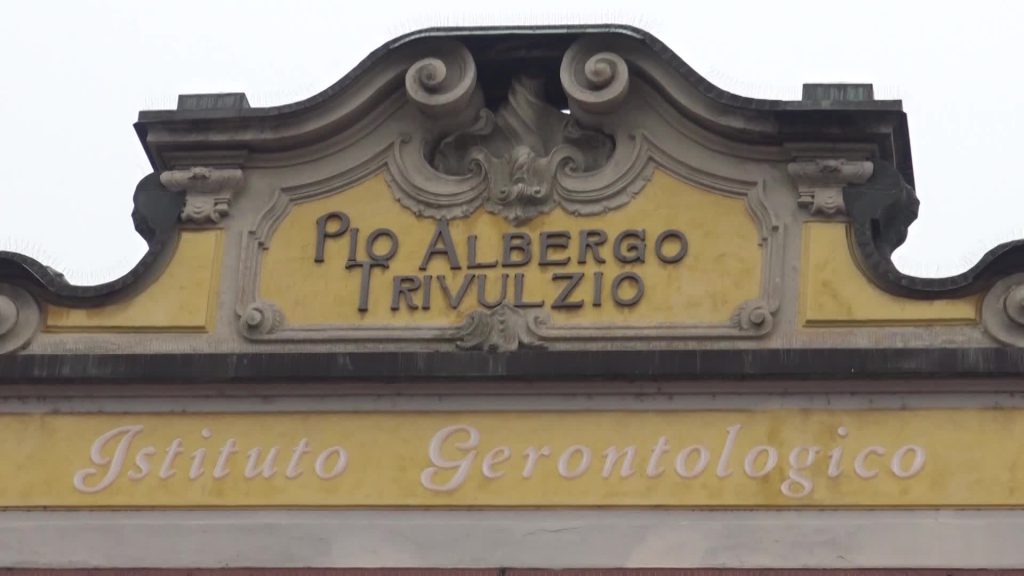 PIO ALBERGO
TRIVULZIO
Istituto Gerontologico